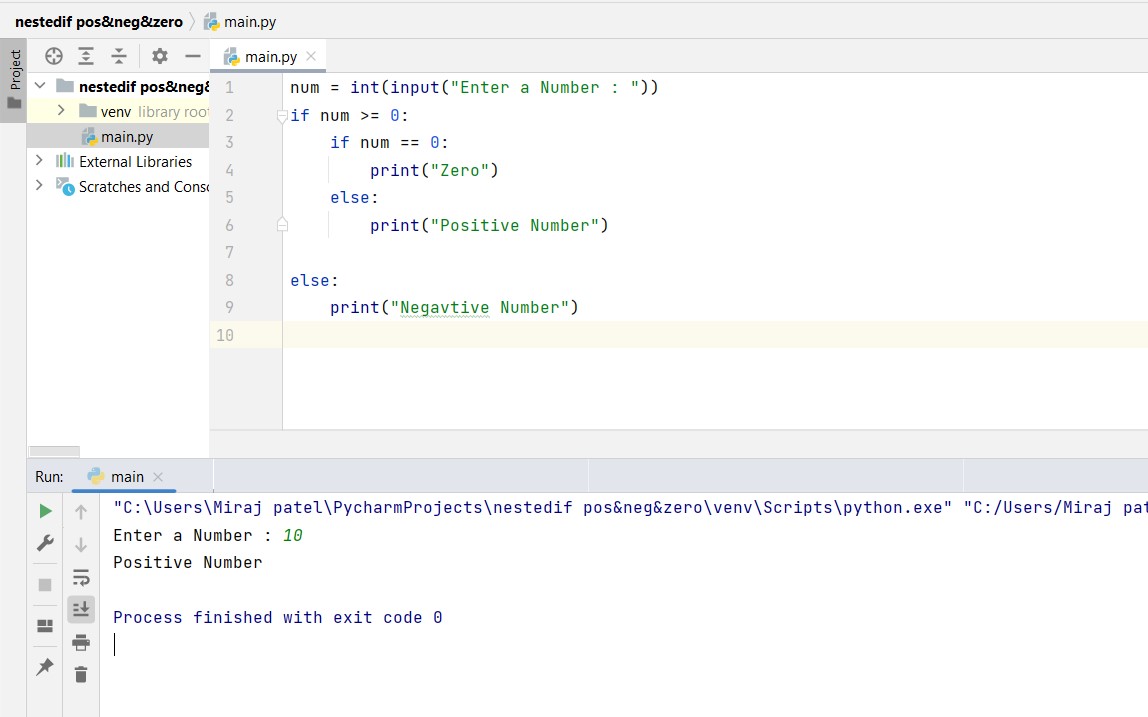 nestedif pos&neg&zero main.py
Project
main.py
nestedif pos&neg&
venv library root
main.py
External Libraries
Scratches and Conso
1 num = int(input("Enter a Number : "))
2 if num >= 0:
3 if num == 0:
4 print("Zero")
5 else:
6 print("Positive Number")
7
8 else:
9 print("Negavtive Number")
10
Run: main
"C:\Users\Miraj patel\PycharmProjects\nestedif pos&neg&zero\venv\Scripts\python.exe" "C:/Users/Miraj pat
Enter a Number : 10
Positive Number
Process finished with exit code 0